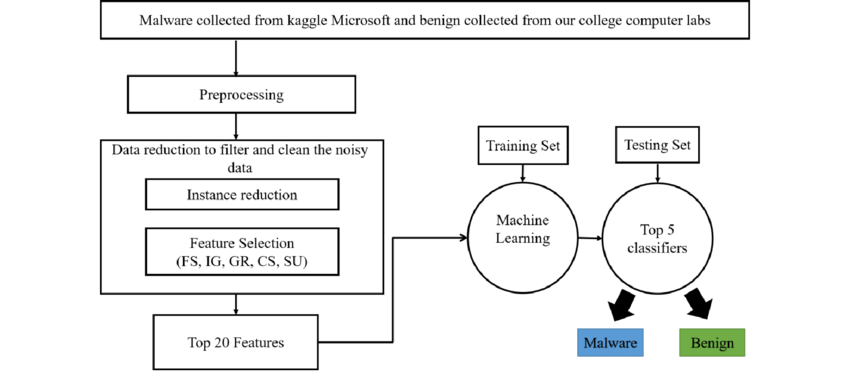 Malware collected from kaggle Microsoft and benign collected from our college computer labs
Preprocessing
Data reduction to filter and clean the noisy
data
Instance reduction
Feature Selection
(FS, IG, GR, CS, SU)
Top 20 Features
Training Set
Testing Set
Machine
Learning
Top 5
classifiers
Malware
Benign